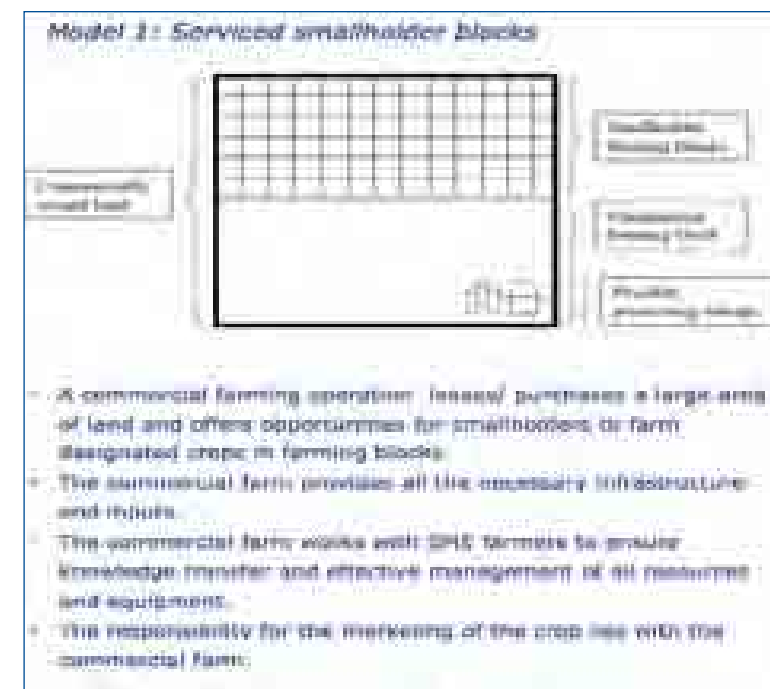 Model 1: Serviced smallholder blocks
Smallholder
farming blocks
Commercially
Commercial
farming block
Possible
A commercial farming operation leases/ purchases a large area
of land and offers opportunities for smallholders to farm
designated crops in farming blocks.
The commercial farm provides all the necessary infrastructure
and inputs.
The commercial farm works with farmers to ensure
knowledge transfer and effective management of all resources
and equipment.
The responsibility for the marketing of the crop lies with the
commercial farm.